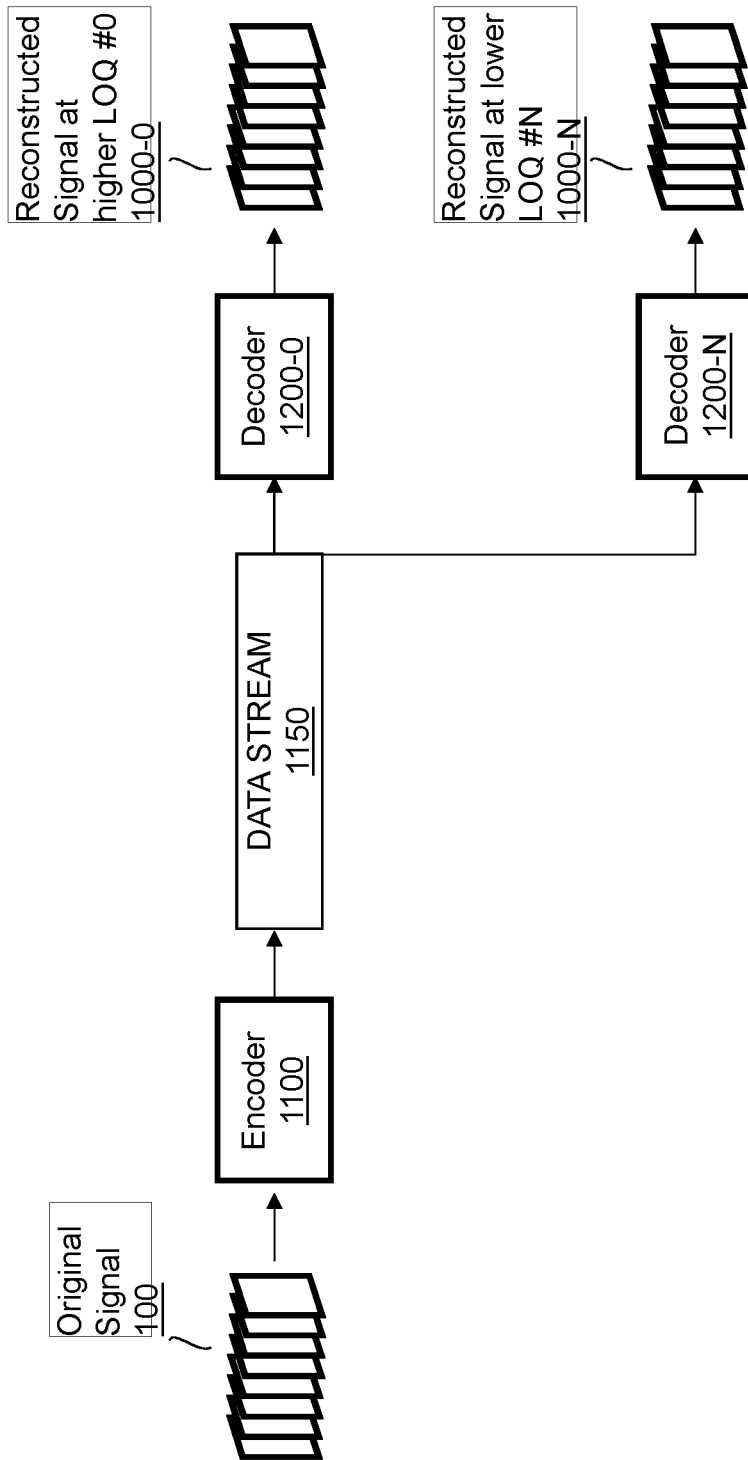 Original
Signal
100
Encoder
1100
DATA STREAM
1150
Decoder
1200-0
Reconstructed
Signal at
higher LOQ #0
1000-0
Decoder
1200-N
Reconstructed
Signal at lower
LOQ #N
1000-N